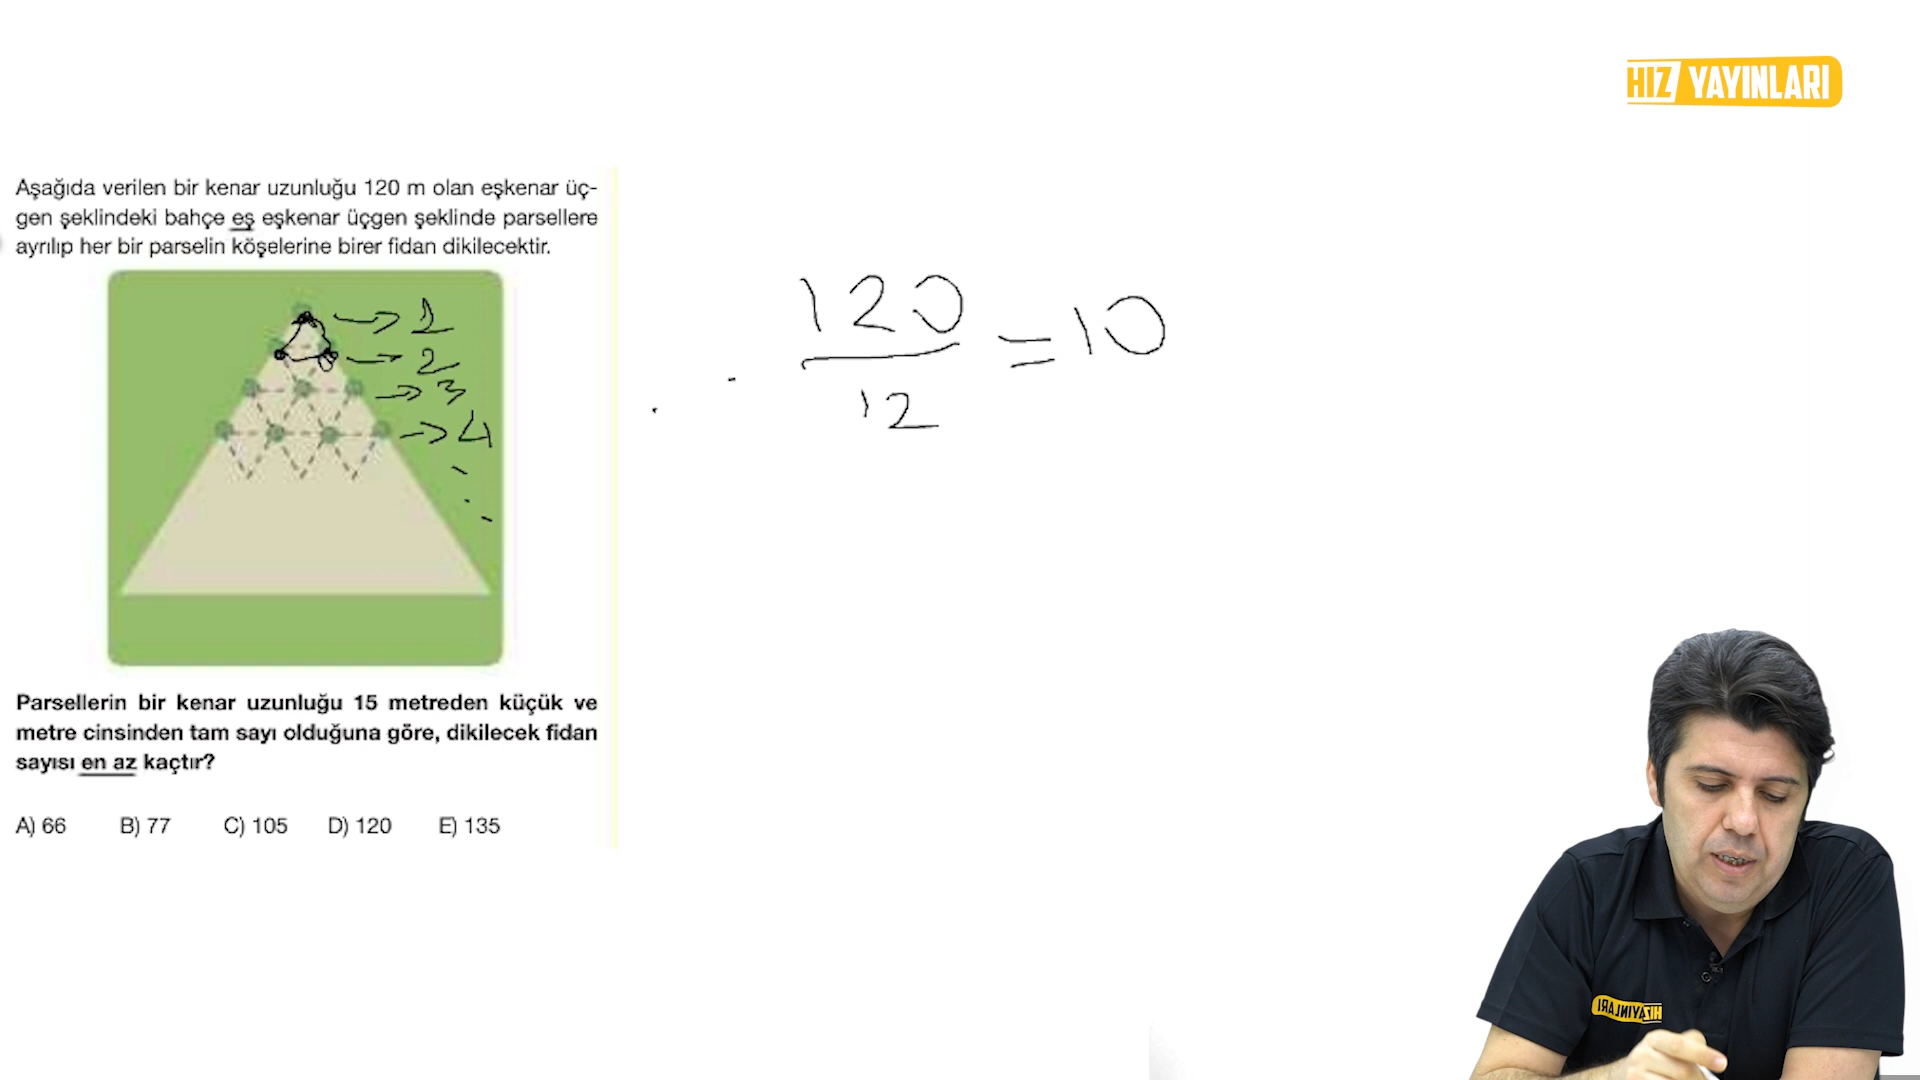 HIZ YAYINLARI
Aşağıda verilen bir kenar uzunluğu 120 m olan eşkenar üç-
gen şeklindeki bahçe eş eşkenar üçgen şeklinde parsellere
ayrılıp her bir parselin köşelerine birer fidan dikilecektir.
1
2
3
4
120
12
=10
Parsellerin bir kenar uzunluğu 15 metreden küçük ve
metre cinsinden tam sayı olduğuna göre, dikilecek fidan
sayısı en az kaçtır?
A) 66 B) 77 C) 105 D) 120 E) 135
HIZ YAYINLARI